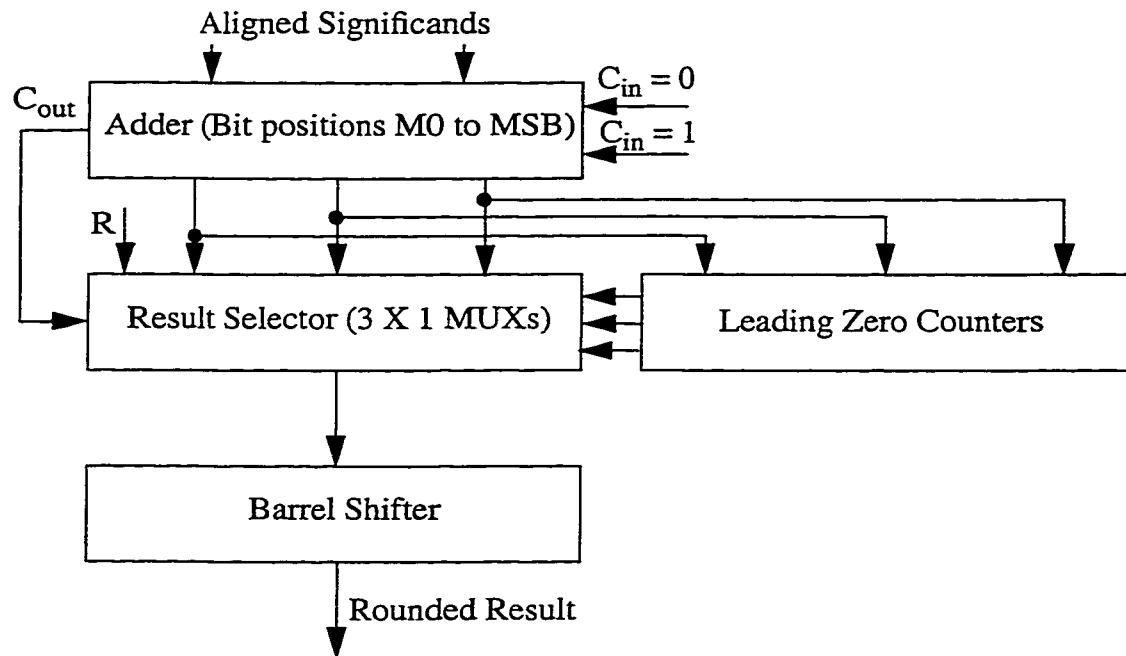 Aligned Significands
C_in = 0
C_out
Adder (Bit positions M0 to MSB)
C_in = 1
R
Result Selector (3 X 1 MUXs)
Leading Zero Counters
Barrel Shifter
Rounded Result